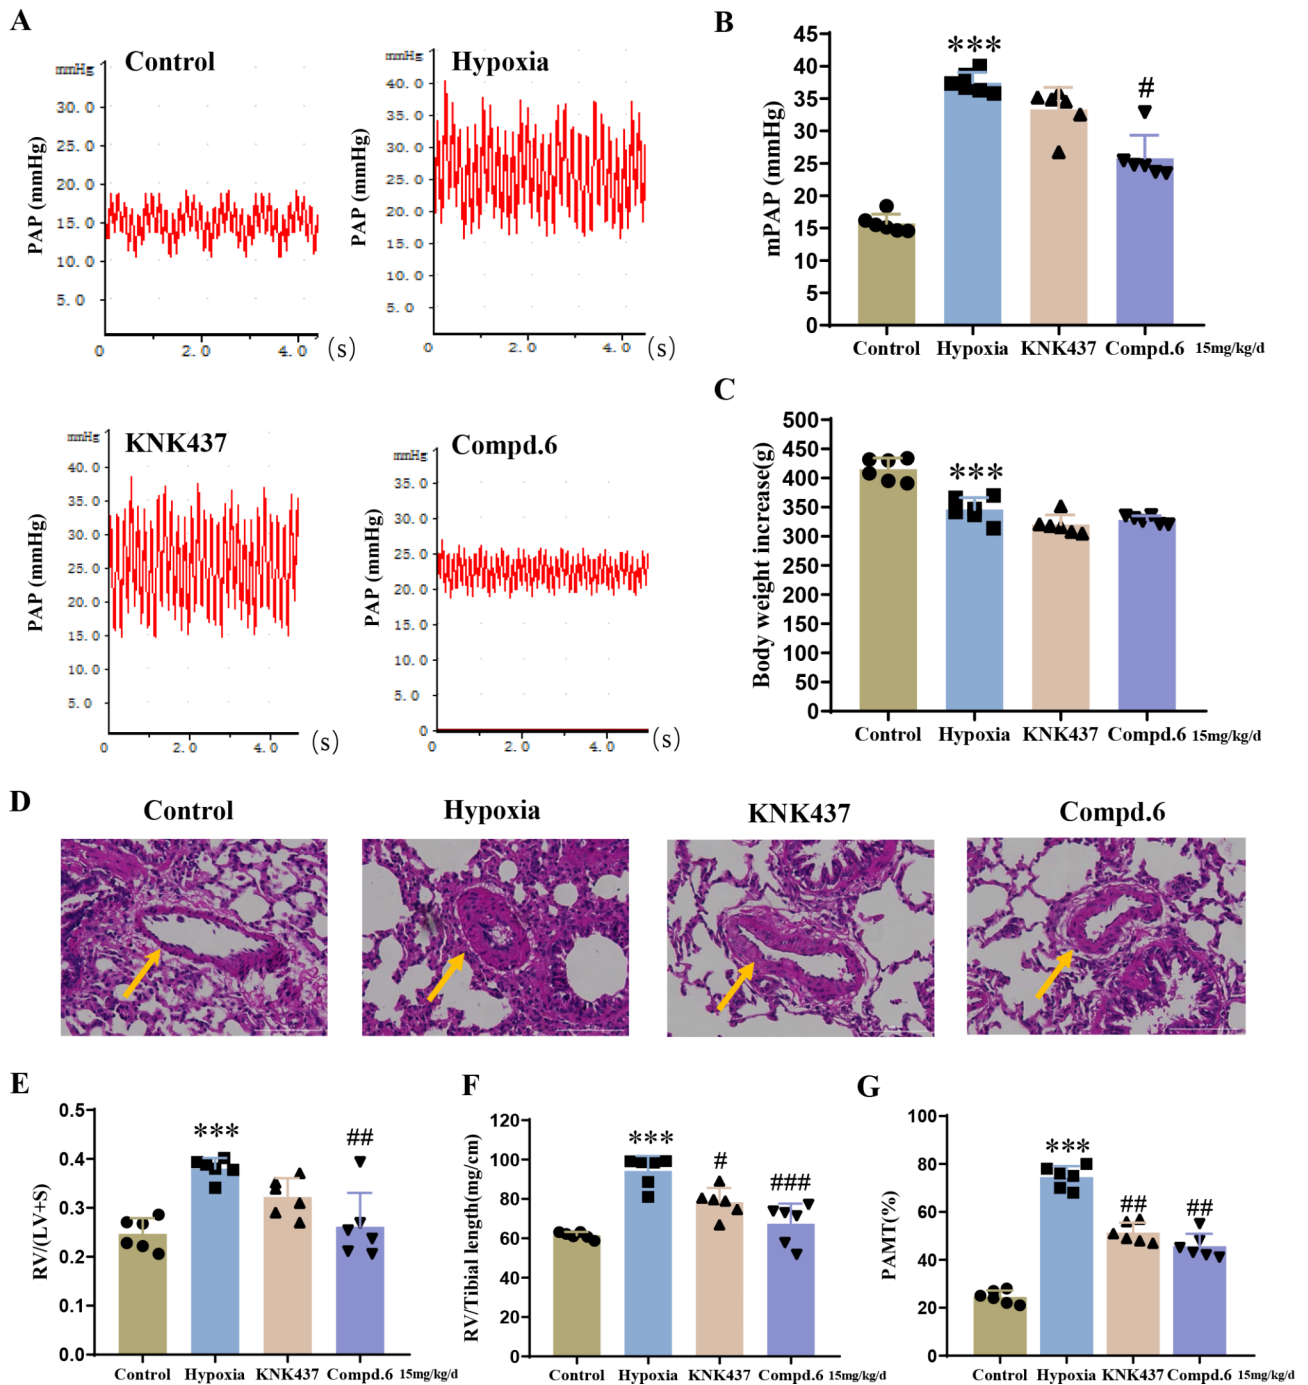 A
Control
mmHg
30.0
25.0
20.0
15.0
10.0
5.0
PAP (mmHg)
0 2.0 4.0 (s)
Hypoxia
mmHg
40.0
35.0
30.0
25.0
20.0
15.0
10.0
5.0
PAP (mmHg)
0 2.0 4.0 (s)
KNK437
mmHg
40.0
35.0
30.0
25.0
20.0
15.0
10.0
5.0
PAP (mmHg)
0 2.0 4.0 (s)
Compd.6
mmHg
35.0
30.0
25.0
20.0
15.0
10.0
5.0
0
PAP (mmHg)
0 2.0 4.0 (s)
B
45
40
35
30
25
20
15
10
5
0
mPAP (mmHg)
***
#
Control Hypoxia KNK437 Compd.6 15mg/kg/d
C
500
450
400
350
300
250
200
150
100
50
0
Body weight increase(g)
***
Control Hypoxia KNK437 Compd.6 15mg/kg/d
D
Control Hypoxia KNK437 Compd.6
E
0.5
0.4
0.3
0.2
0.1
0.0
RV/(LV+S)
***
##
Control Hypoxia KNK437 Compd.6 15mg/kg/d
F
120
100
80
60
40
20
0
RV/Tibial length(mg/cm)
***
#
###
Control Hypoxia KNK437 Compd.6 15mg/kg/d
G
100
80
60
40
20
0
PAMT(%)
***
##
##
Control Hypoxia KNK437 Compd.6 15mg/kg/d